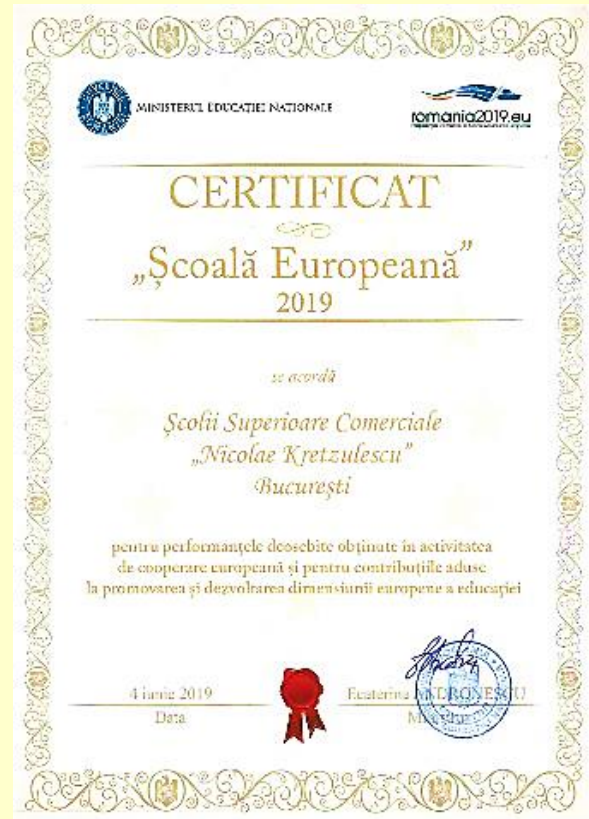 MINISTERUL EDUCAȚIEI NAȚIONALE
romania2019.eu
CERTIFICAT
„Școală Europeană”
2019
se acordă
Școlii Superioare Comerciale
„Nicolae Kretzulescu”
București
pentru performanțele deosebite obținute în activitatea
de cooperare europeană și pentru contribuțiile aduse
la promovarea și dezvoltarea dimensiunii europene a educației
4 iunie 2019
Ecaterina ANDRONESCU
Data